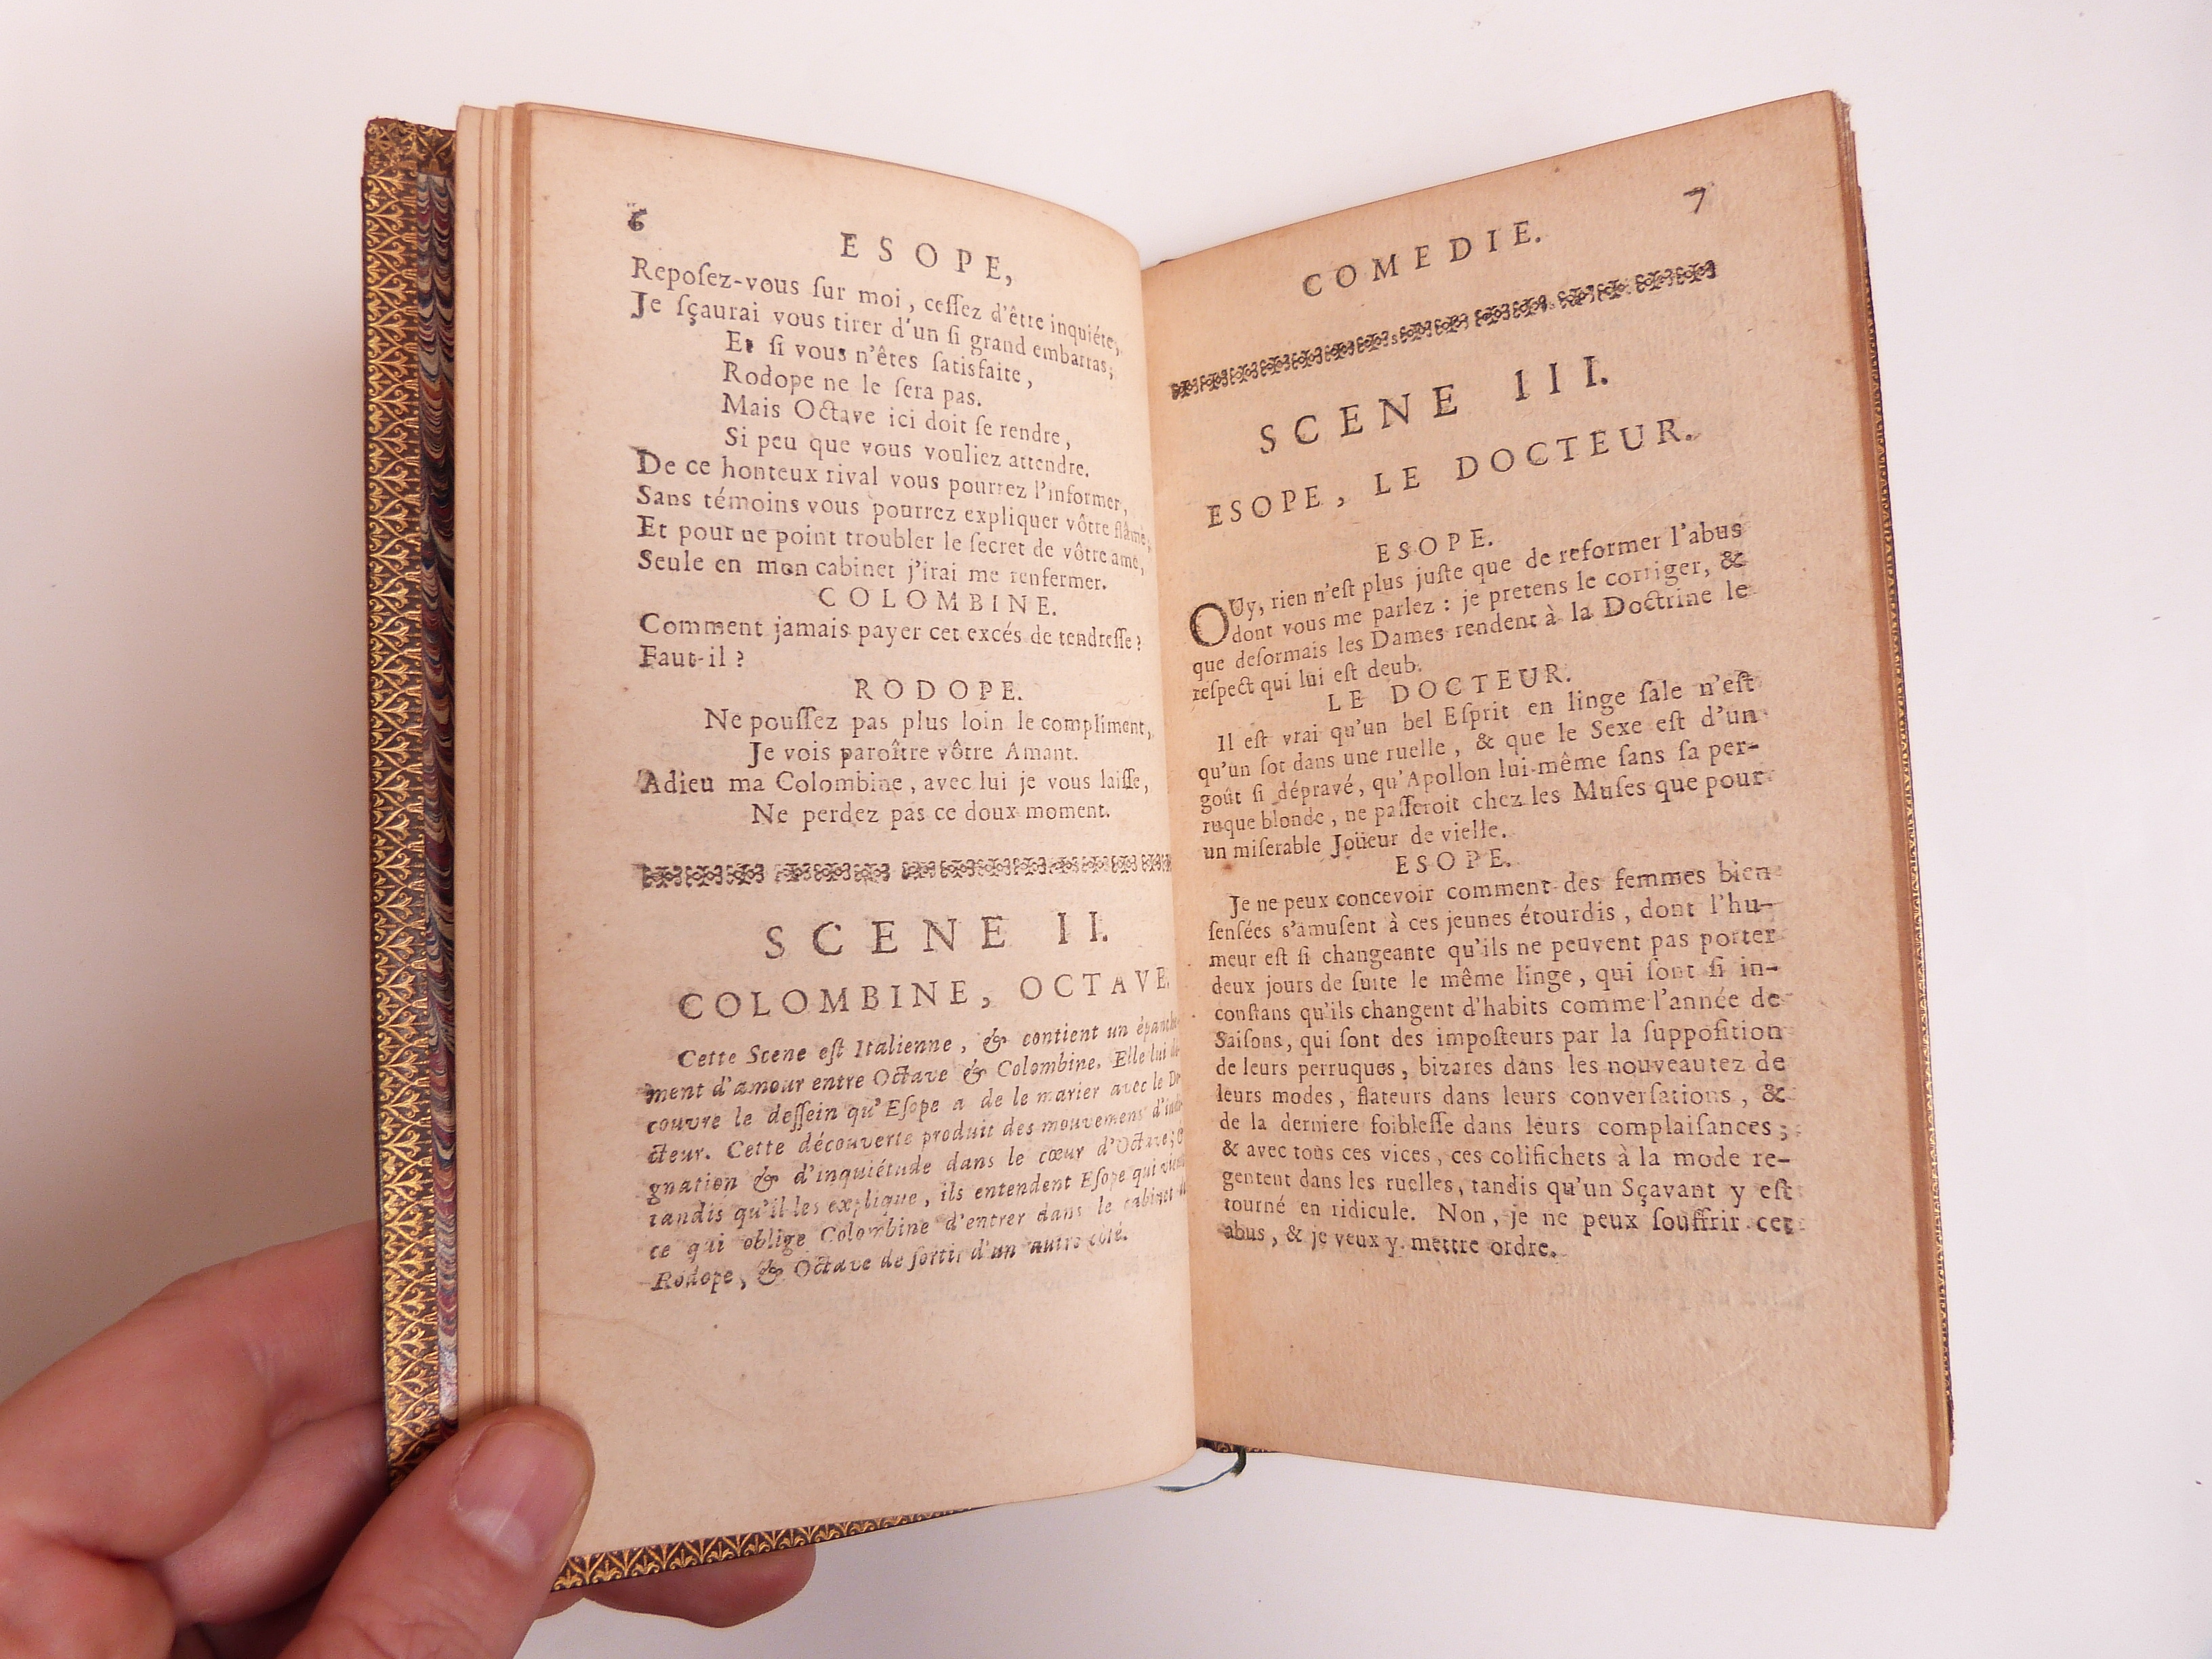 6
ESOPE,
Reposez-vous sur moi, cessez d'être inquiéte,
Je sçaurai vous tirer d'un si grand embarras;
Et si vous n'êtes satisfaite,
Rodope ne le sera pas.
Mais Octave ici doit se rendre,
Si peu que vous vouliez attendre.
De ce honteux rival vous pourrez l'informer,
Sans témoins vous pourrez expliquer vôtre flâme;
Et pour ne point troubler le secret de vôtre ame,
Seule en mon cabinet j'irai me renfermer.
COLOMBINE.
Comment jamais payer cet excés de tendresse?
Faut-il?
RODOPE.
Ne poussez pas plus loin le compliment,
Je vois paroître vôtre Amant.
Adieu ma Colombine, avec lui je vous laisse,
Ne perdez pas ce doux moment.
SCENE II.
COLOMBINE, OCTAVE.
Cette Scene est Italienne, & contient un épanche-
ment d'amour entre Octave & Colombine. Elle lui
couvre le dessein qu'Esope a de le marier avec le
cteur. Cette découverte produit des mouvemens
gnation & d'inquiétude dans le cœur d'Octave;
tandis qu'il les explique, ils entendent Esope qui
ce qui oblige Colombine d'entrer dans le cabinet
Rodope, & Octave de sortir d'un autre côté.
COMEDIE.
7
SCENE III.
ESOPE, LE DOCTEUR.
ESOPE.
OUy, rien n'est plus juste que de reformer l'abus
dont vous me parlez: je pretens le corriger, &
que desormais les Dames rendent à la Doctrine le
respect qui lui est deub.
LE DOCTEUR.
Il est vrai qu'un bel Esprit en linge sale n'est
qu'un sot dans une ruelle, & que le Sexe est d'un
goût si dépravé, qu'Apollon lui-même sans sa per-
ruque blonde, ne passeroit chez les Muses que pour
un miserable Joüeur de vielle.
ESOPE.
Je ne peux concevoir comment des femmes bien
sensées s'amusent à ces jeunes étourdis, dont l'hu-
meur est si changeante qu'ils ne peuvent pas porter
deux jours de suite le même linge, qui sont si in-
constans qu'ils changent d'habits comme l'année de
Saisons, qui sont des imposteurs par la supposition
de leurs perruques, bizares dans les nouveautez de
leurs modes, flateurs dans leurs conversations, &
de la derniere foiblesse dans leurs complaisances;
& avec tous ces vices, ces colifichets à la mode re-
gentent dans les ruelles, tandis qu'un Sçavant y est
tourné en ridicule. Non, je ne peux souffrir cet
abus, & je veux y mettre ordre.